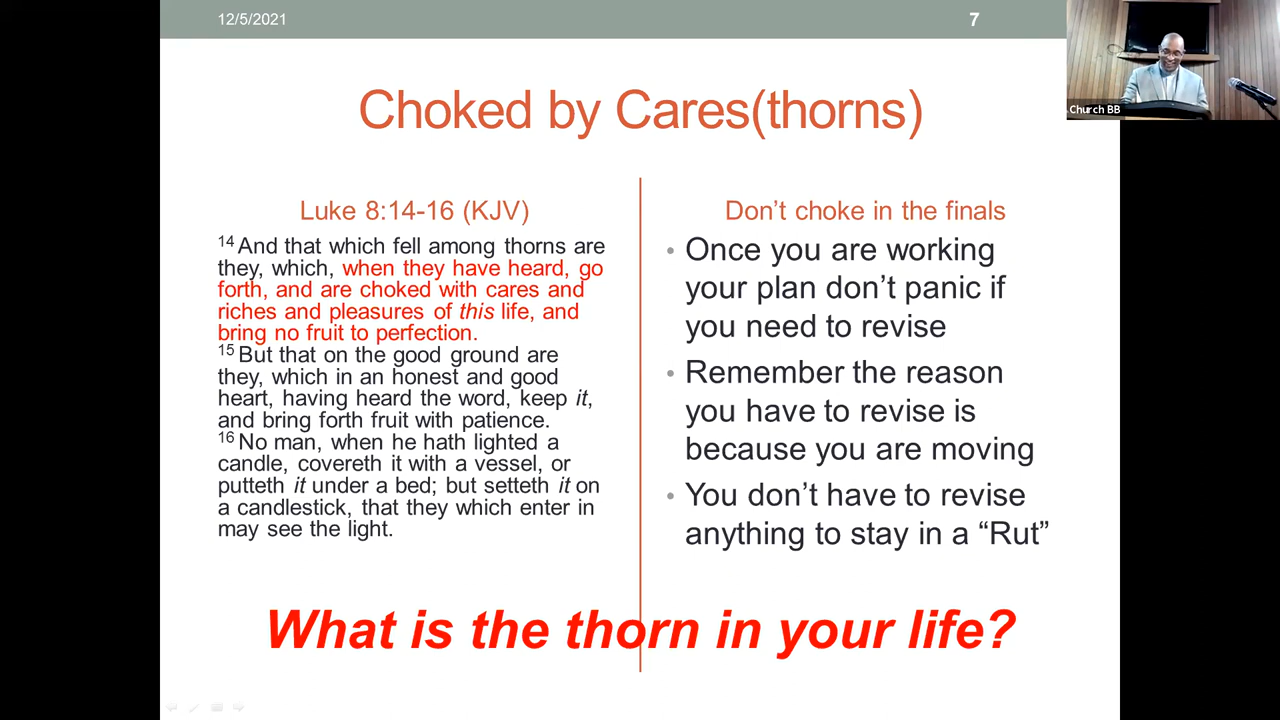 12/5/2021
7
Church BB
Choked by Cares(thorns)
Luke 8:14-16 (KJV)
14 And that which fell among thorns are
they, which, when they have heard, go
forth, and are choked with cares and
riches and pleasures of this life, and
bring no fruit to perfection.
15 But that on the good ground are
they, which in an honest and good
heart, having heard the word, keep it,
and bring forth fruit with patience.
16 No man, when he hath lighted a
candle, covereth it with a vessel, or
putteth it under a bed; but setteth it on
a candlestick, that they which enter in
may see the light.
Don’t choke in the finals
• Once you are working
your plan don’t panic if
you need to revise
• Remember the reason
you have to revise is
because you are moving
• You don’t have to revise
anything to stay in a “Rut”
What is the thorn in your life?